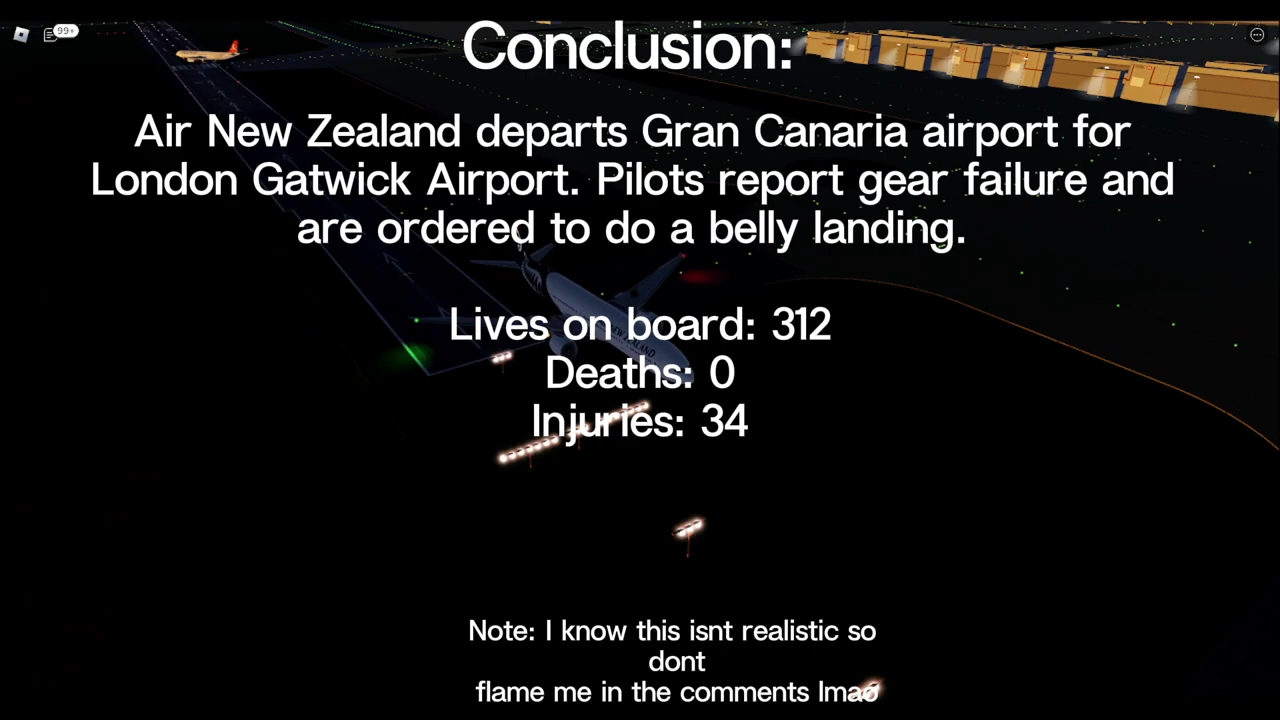 99+
Conclusion:
Air New Zealand departs Gran Canaria airport for
London Gatwick Airport. Pilots report gear failure and
are ordered to do a belly landing.
Lives on board: 312
Deaths: 0
Injuries: 34
Note: I know this isnt realistic so
dont
flame me in the comments lmao